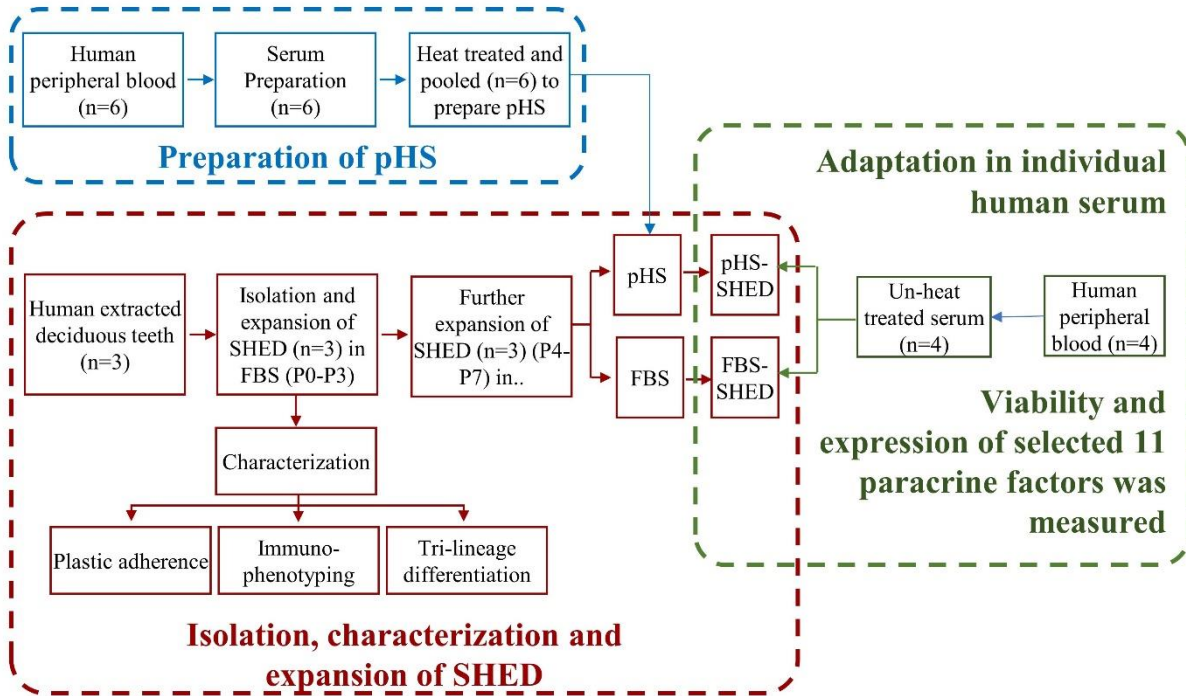 Human
peripheral blood
(n=6)
Serum
Preparation
(n=6)
Heat treated and
pooled (n=6) to
prepare pHS
Preparation of pHS
Adaptation in individual
human serum
Human extracted
deciduous teeth
(n=3)
Isolation and
expansion of
SHED (n=3) in
FBS (P0-P3)
Further
expansion of
SHED (n=3) (P4-
P7) in..
pHS
pHS-
SHED
FBS
FBS-
SHED
Un-heat
treated serum
(n=4)
Human
peripheral
blood (n=4)
Characterization
Plastic adherence
Immuno-
phenotyping
Tri-lineage
differentiation
Viability and
expression of selected 11
paracrine factors was
measured
Isolation, characterization and
expansion of SHED